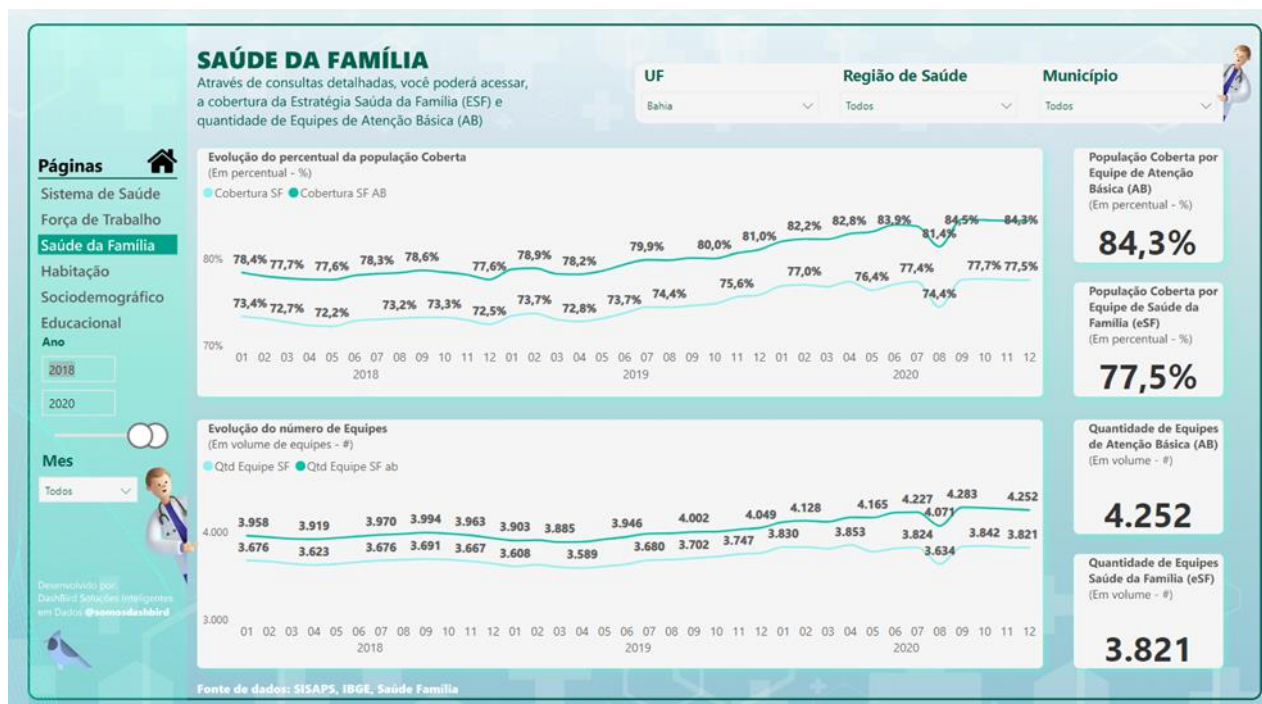 SAÚDE DA FAMÍLIA
Através de consultas detalhadas, você poderá acessar,
a cobertura da Estratégia Saúda da Família (ESF) e
quantidade de Equipes de Atenção Básica (AB)
UF
Bahia
Região de Saúde
Todos
Município
Todos
Páginas
Sistema de Saúde
Força de Trabalho
Saúde da Família
Habitação
Sociodemográfico
Educacional
Ano
2018
2020
Mes
Todos
Desenvolvido por:
DashBird Soluções Inteligentes
em Dados @somosdashbird
Evolução do percentual da população Coberta
(Em percentual - %)
Cobertura SF Cobertura SF AB
80%
70%
78,4% 77,7% 77,6% 78,3% 78,6% 77,6% 78,9% 78,2% 79,9% 80,0% 81,0% 82,2% 82,8% 83,9% 81,4% 84,5% 84,3%
73,4% 72,7% 72,2% 73,2% 73,3% 72,5% 73,7% 72,8% 73,7% 74,4% 75,6% 77,0% 76,4% 77,4% 74,4% 77,7% 77,5%
01 02 03 04 05 06 07 08 09 10 11 12 01 02 03 04 05 06 07 08 09 10 11 12 01 02 03 04 05 06 07 08 09 10 11 12
2018 2019 2020
Evolução do número de Equipes
(Em volume de equipes - #)
Qtd Equipe SF Qtd Equipe SF ab
4.000
3.000
3.958 3.919 3.970 3.994 3.963 3.903 3.885 3.946 4.002 4.049 4.128 4.165 4.227 4.071 4.283 4.252
3.676 3.623 3.676 3.691 3.667 3.608 3.589 3.680 3.702 3.747 3.830 3.853 3.824 3.634 3.842 3.821
01 02 03 04 05 06 07 08 09 10 11 12 01 02 03 04 05 06 07 08 09 10 11 12 01 02 03 04 05 06 07 08 09 10 11 12
2018 2019 2020
População Coberta por
Equipe de Atenção
Básica (AB)
(Em percentual - %)
84,3%
População Coberta por
Equipe de Saúde da
Família (eSF)
(Em percentual - %)
77,5%
Quantidade de Equipes
de Atenção Básica (AB)
(Em volume - #)
4.252
Quantidade de Equipes
Saúde da Família (eSF)
(Em volume - #)
3.821
Fonte de dados: SISAPS, IBGE, Saúde Família